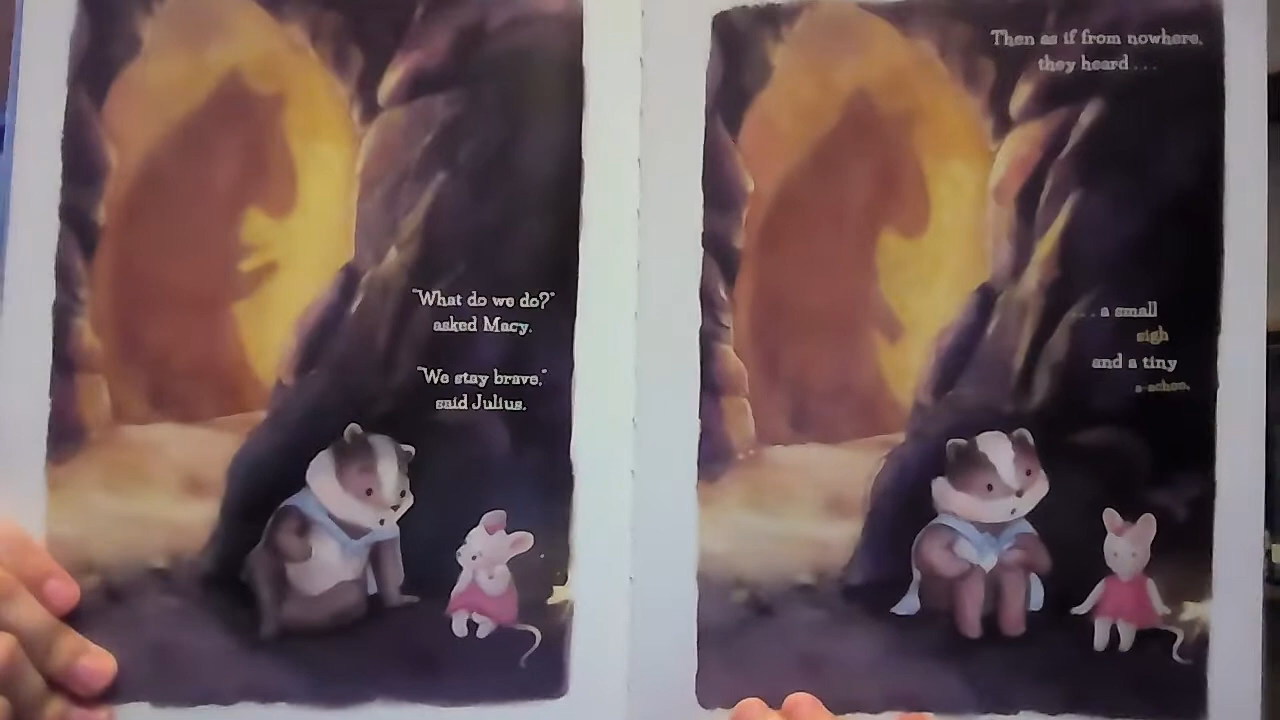 "What do we do?"
asked Macy.
"We stay brave,"
said Julius.
Then as if from nowhere,
they heard . . .
. . . a small
sigh
and a tiny
a-achoo.